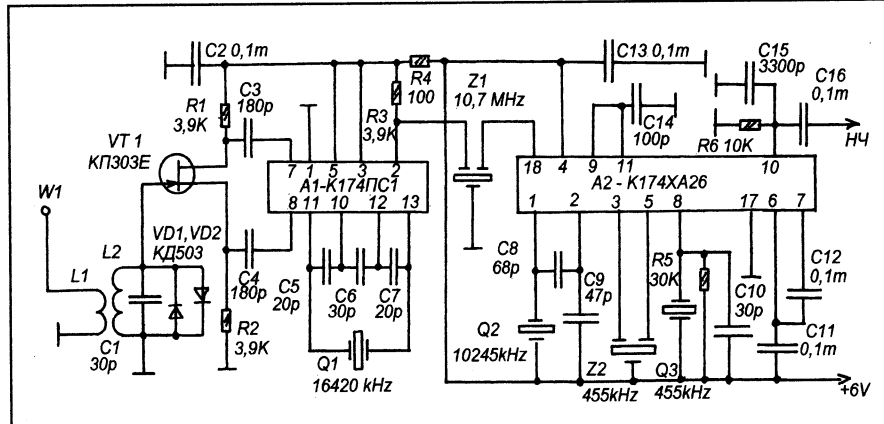 C2 0,1m
C13 0,1m
C15
3300p
C16
0,1m
R4
100
Z1
10,7 MHz
C3
180p
R1
3,9K
R3
3,9K
C14
100p
R6 10K
НЧ
VT 1
КП303Е
7 1 5 3 2
A1-К174ПС1
8 11 10 12 13
18 4 9 11 10
A2 - К174ХА26
1 2 3 5 8 17 6 7
W1
L1
L2
VD1,VD2
КД503
C4
180p
C5
20p
C6
30p
C7
20p
C8
68p
C9
47p
R5
30K
C10
30p
C12
0,1m
C11
0,1m
C1
30p
R2
3,9K
Q1
16420 kHz
Q2
10245kHz
Z2
455kHz
Q3
455kHz
+6V